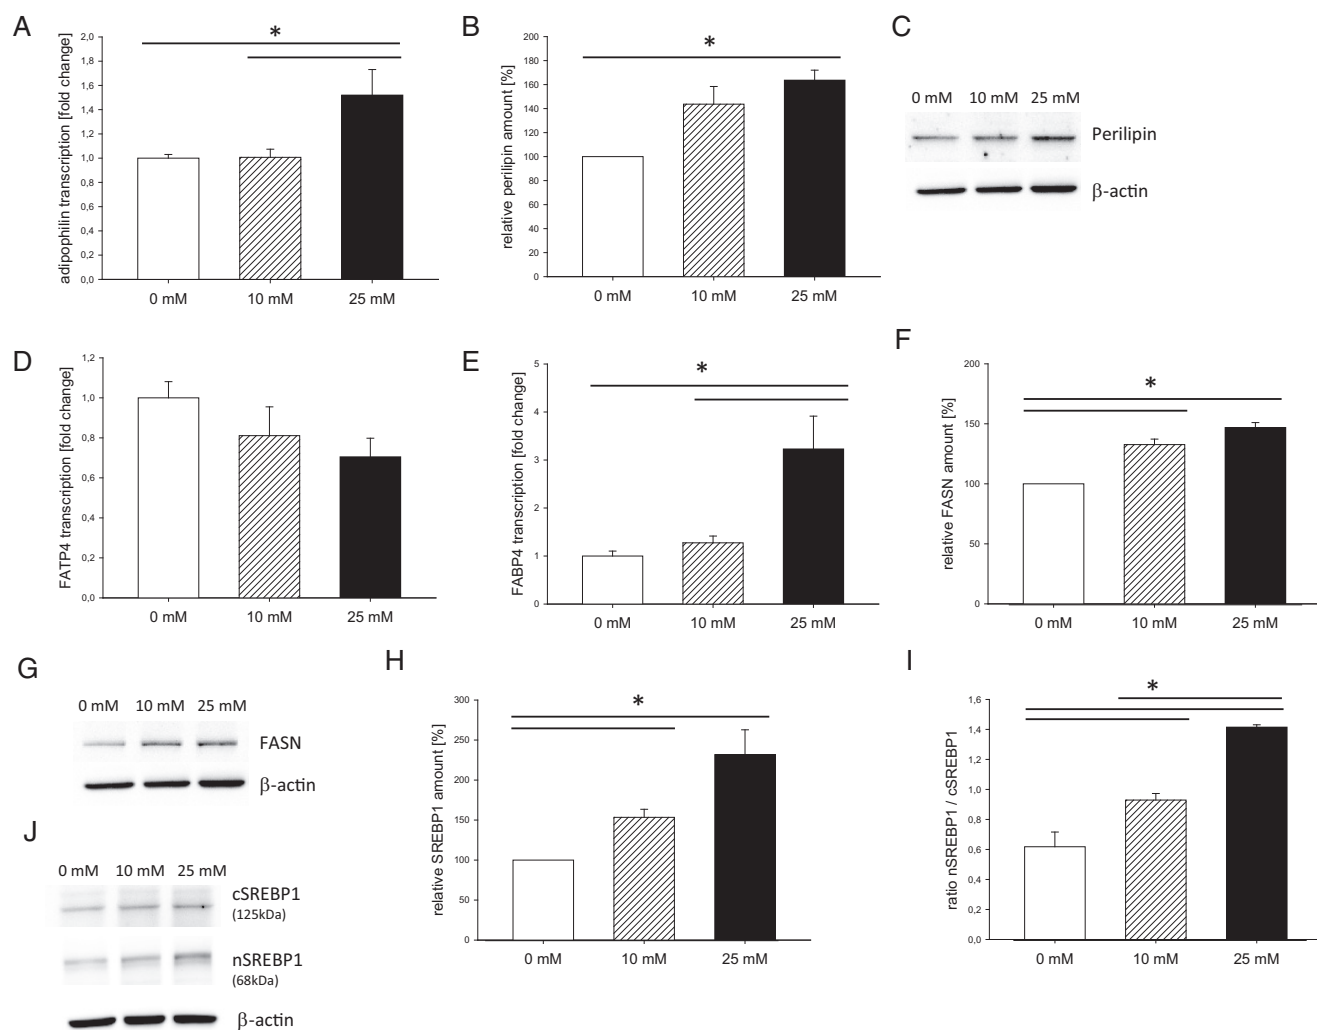 A
adipophilin transcription [fold change]
2,0
1,8
1,6
1,4
1,2
1,0
0,8
0,6
0,4
0,2
0,0
*
0 mM
10 mM
25 mM
B
relative perilipin amount [%]
200
180
160
140
120
100
80
60
40
20
0
*
0 mM
10 mM
25 mM
C
0 mM 10 mM 25 mM
Perilipin
β-actin
D
FATP4 transcription [fold change]
1,2
1,0
0,8
0,6
0,4
0,2
0,0
0 mM
10 mM
25 mM
E
FABP4 transcription [fold change]
5
4
3
2
1
0
*
0 mM
10 mM
25 mM
F
relative FASN amount [%]
200
150
100
50
0
*
0 mM
10 mM
25 mM
G
0 mM 10 mM 25 mM
FASN
β-actin
H
relative SREBP1 amount [%]
300
250
200
150
100
50
0
*
0 mM
10 mM
25 mM
I
ratio nSREBP1 / cSREBP1
1,6
1,4
1,2
1,0
0,8
0,6
0,4
0,2
0,0
*
0 mM
10 mM
25 mM
J
0 mM 10 mM 25 mM
cSREBP1
(125kDa)
nSREBP1
(68kDa)
β-actin